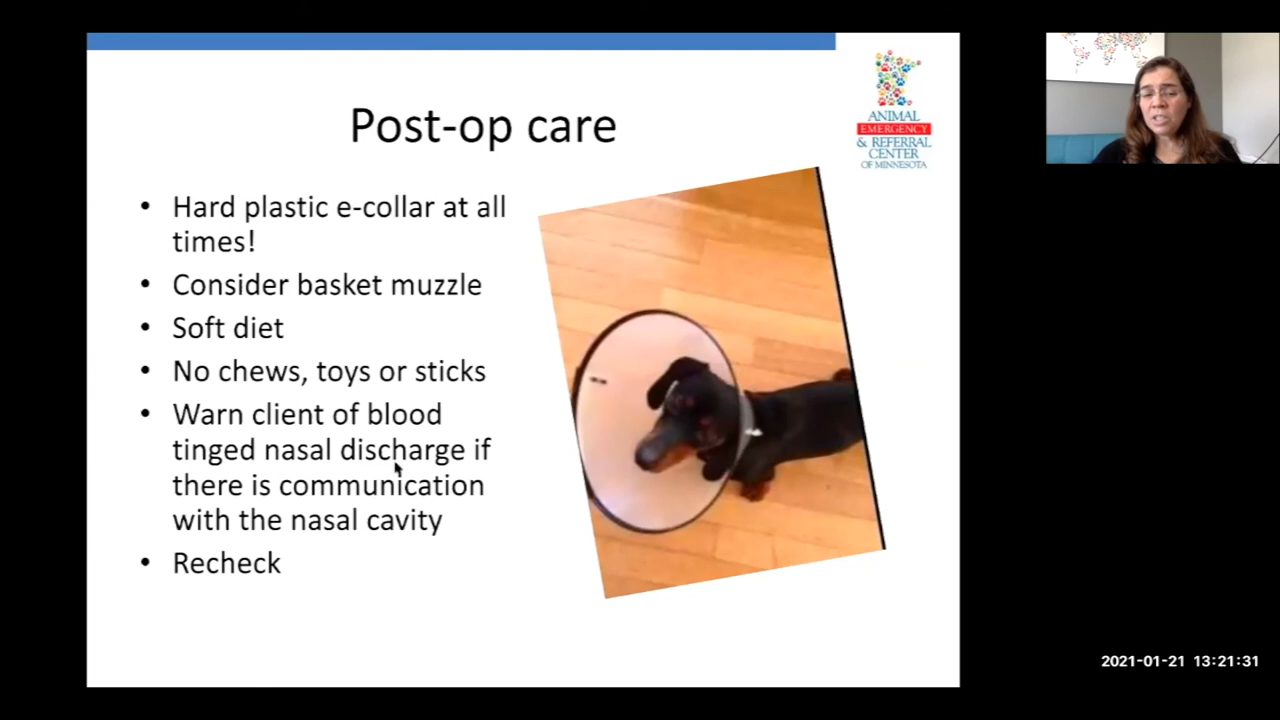 Post-op care
ANIMAL
EMERGENCY
& REFERRAL
CENTER
OF MINNESOTA
• Hard plastic e-collar at all
times!
• Consider basket muzzle
• Soft diet
• No chews, toys or sticks
• Warn client of blood
tinged nasal discharge if
there is communication
with the nasal cavity
• Recheck
2021-01-21 13:21:31